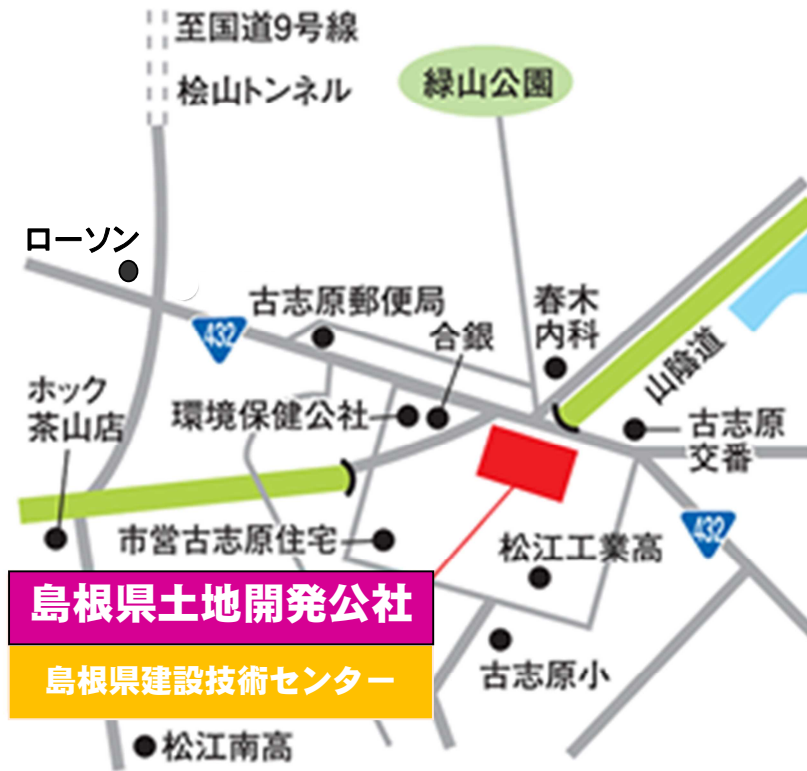 至国道9号線
桧山トンネル
緑山公園
ローソン
432
古志原郵便局
合銀
春木
内科
山陰道
ホック
茶山店
環境保健公社
古志原
交番
市営古志原住宅
432
松江工業高
島根県土地開発公社
島根県建設技術センター
古志原小
松江南高